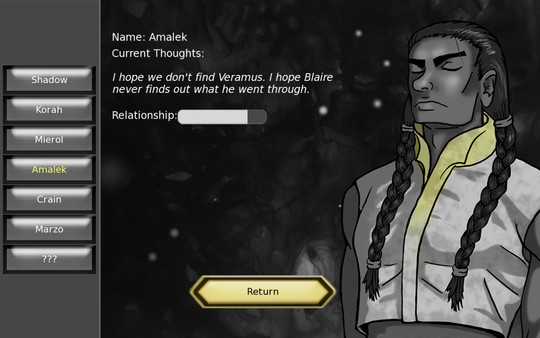 Name: Amalek
Current Thoughts:
I hope we don't find Veramus. I hope Blaire
never finds out what he went through.
Relationship:
Shadow
Korah
Mierol
Amalek
Crain
Marzo
???
Return